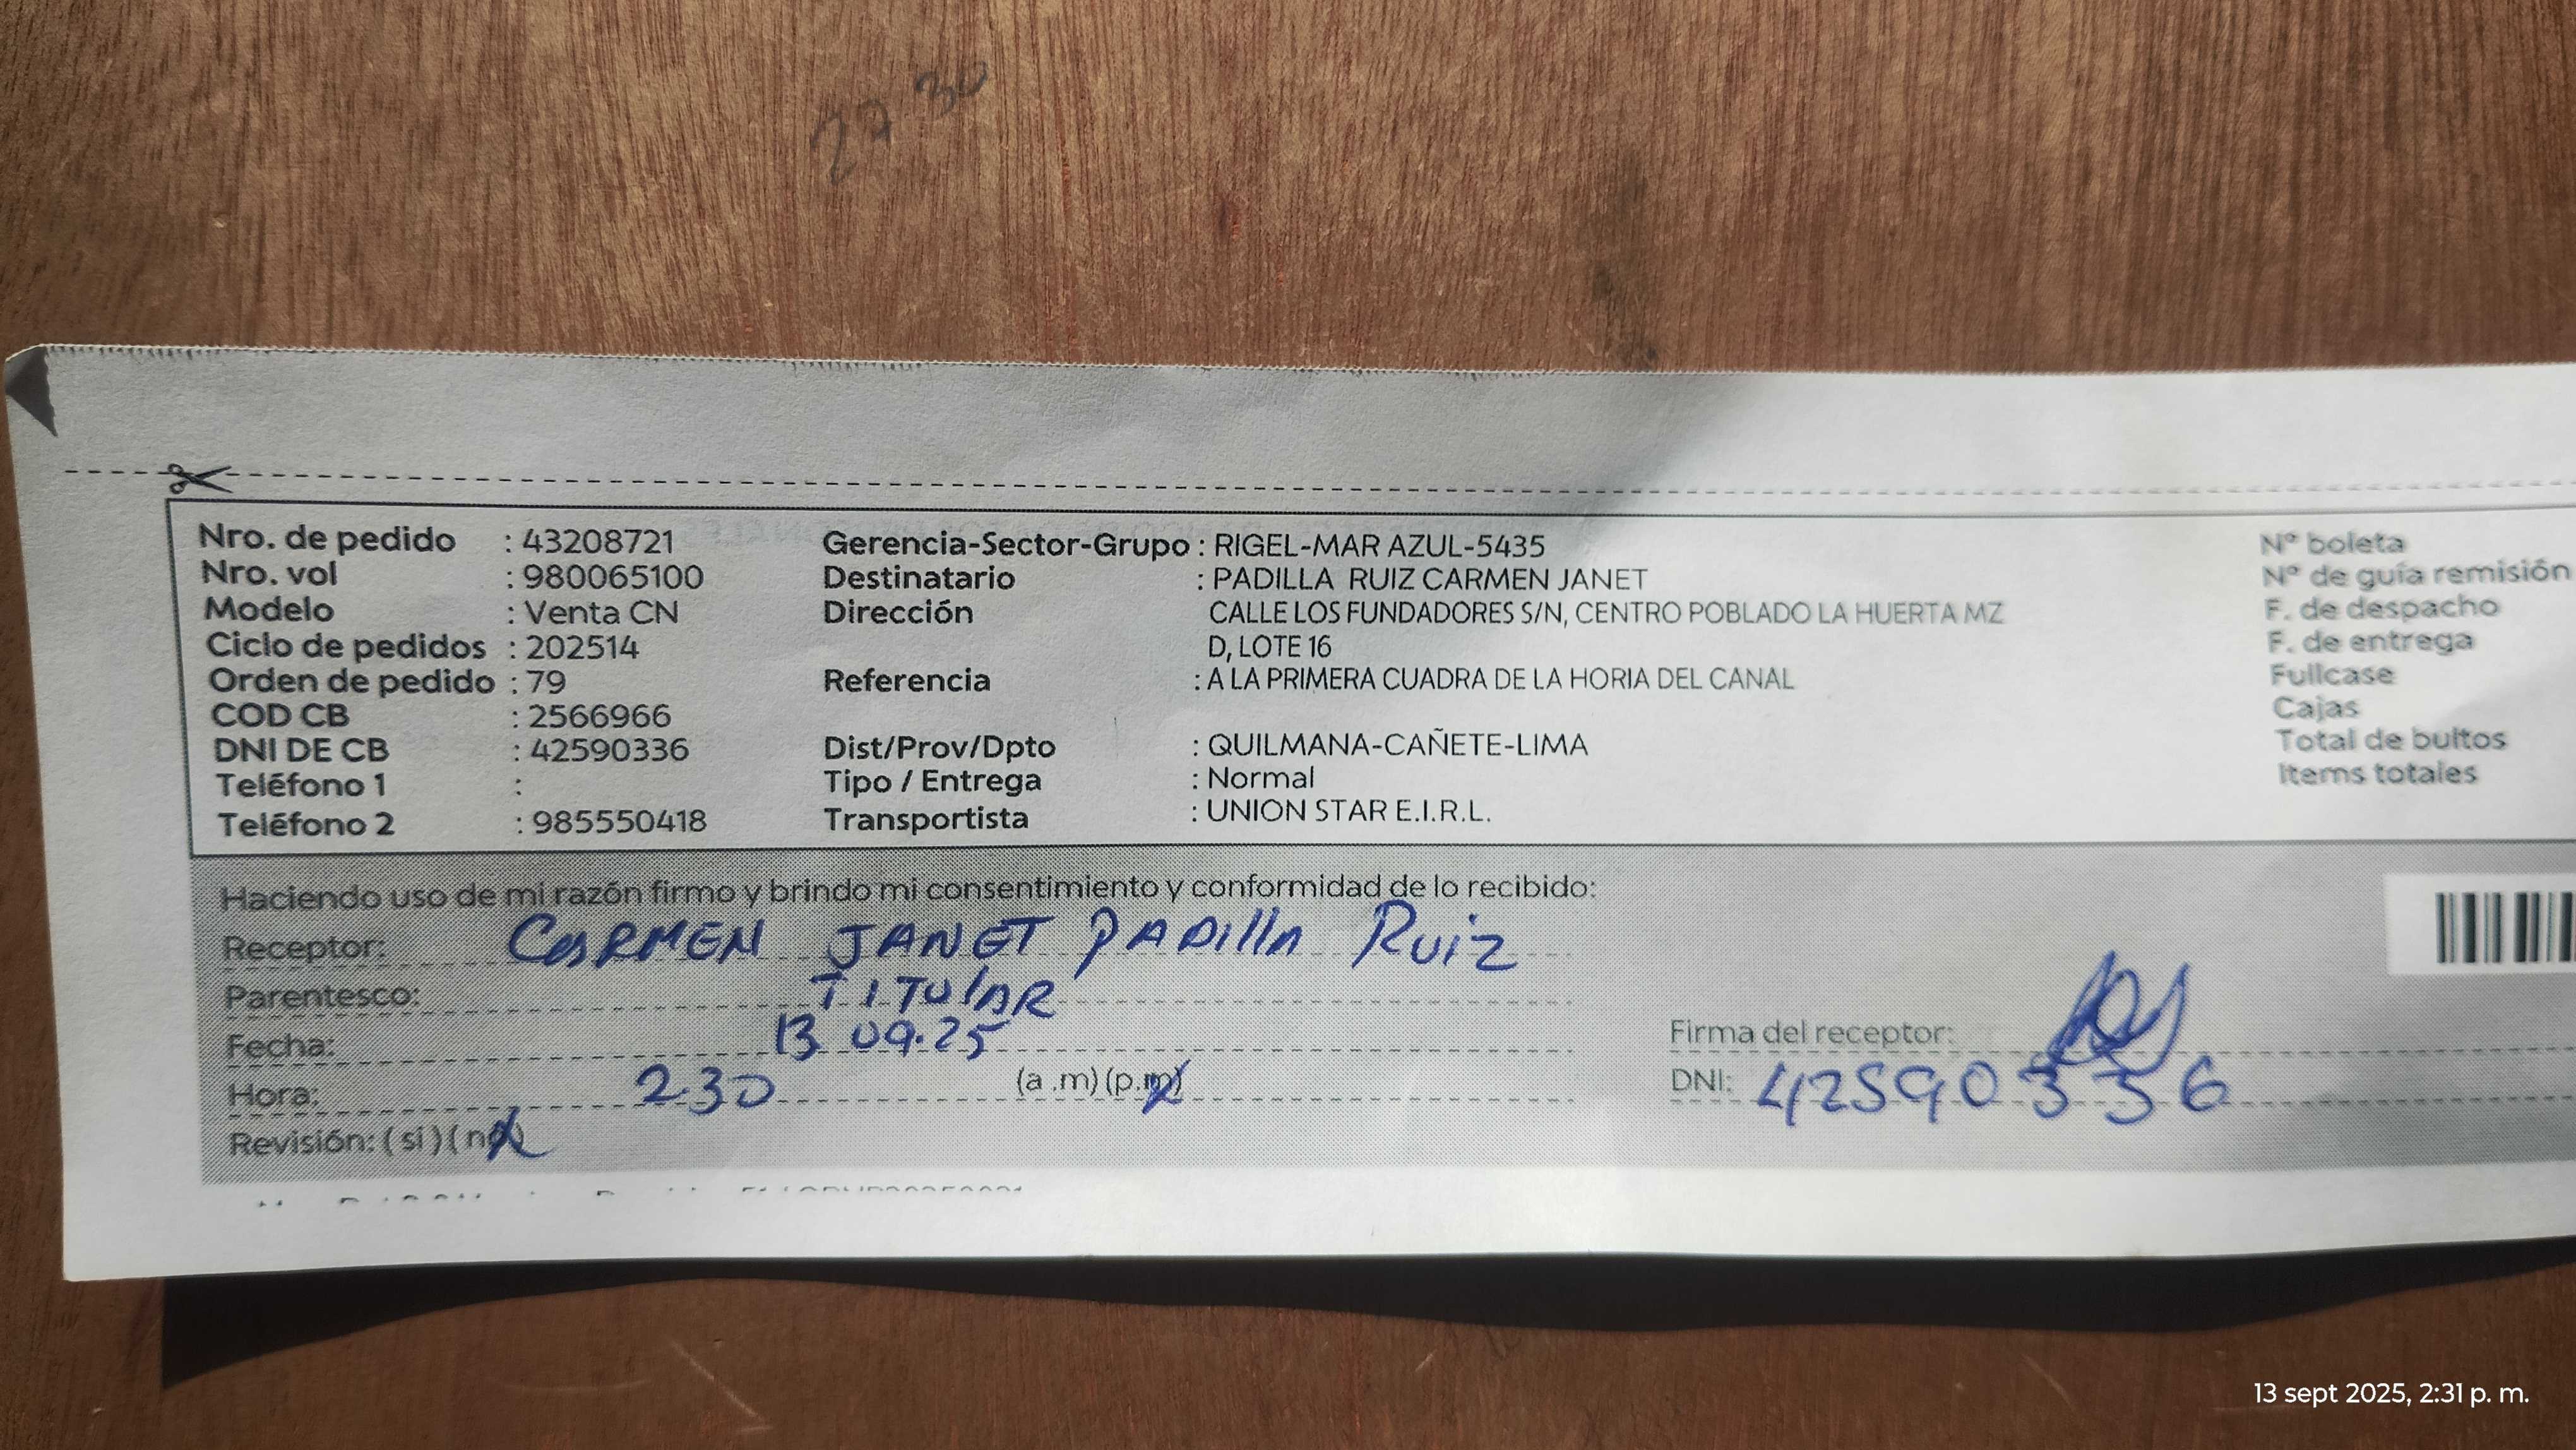 27 30
Nro. de pedido : 43208721
Nro. vol : 980065100
Modelo : Venta CN
Ciclo de pedidos : 202514
Orden de pedido : 79
COD CB : 2566966
DNI DE CB : 42590336
Teléfono 1 :
Teléfono 2 : 985550418
Gerencia-Sector-Grupo : RIGEL-MAR AZUL-5435
Destinatario : PADILLA RUIZ CARMEN JANET
Dirección CALLE LOS FUNDADORES S/N, CENTRO POBLADO LA HUERTA MZ
D, LOTE 16
Referencia : A LA PRIMERA CUADRA DE LA HORIA DEL CANAL
Dist/Prov/Dpto : QUILMANA-CAÑETE-LIMA
Tipo / Entrega : Normal
Transportista : UNION STAR E.I.R.L.
Nº boleta
Nº de guía remisión
F. de despacho
F. de entrega
Fullcase
Cajas
Total de bultos
Items totales
Haciendo uso de mi razón firmo y brindo mi consentimiento y conformidad de lo recibido:
Receptor: CARMEN JANET PADIlla Ruiz
Parentesco: TITUlAR
Fecha: 13 09.25
Hora: 2.30 (a .m) (p.m)
Revisión: ( si ) ( no )
Firma del receptor:
DNI: 42590336
13 sept 2025, 2:31 p. m.